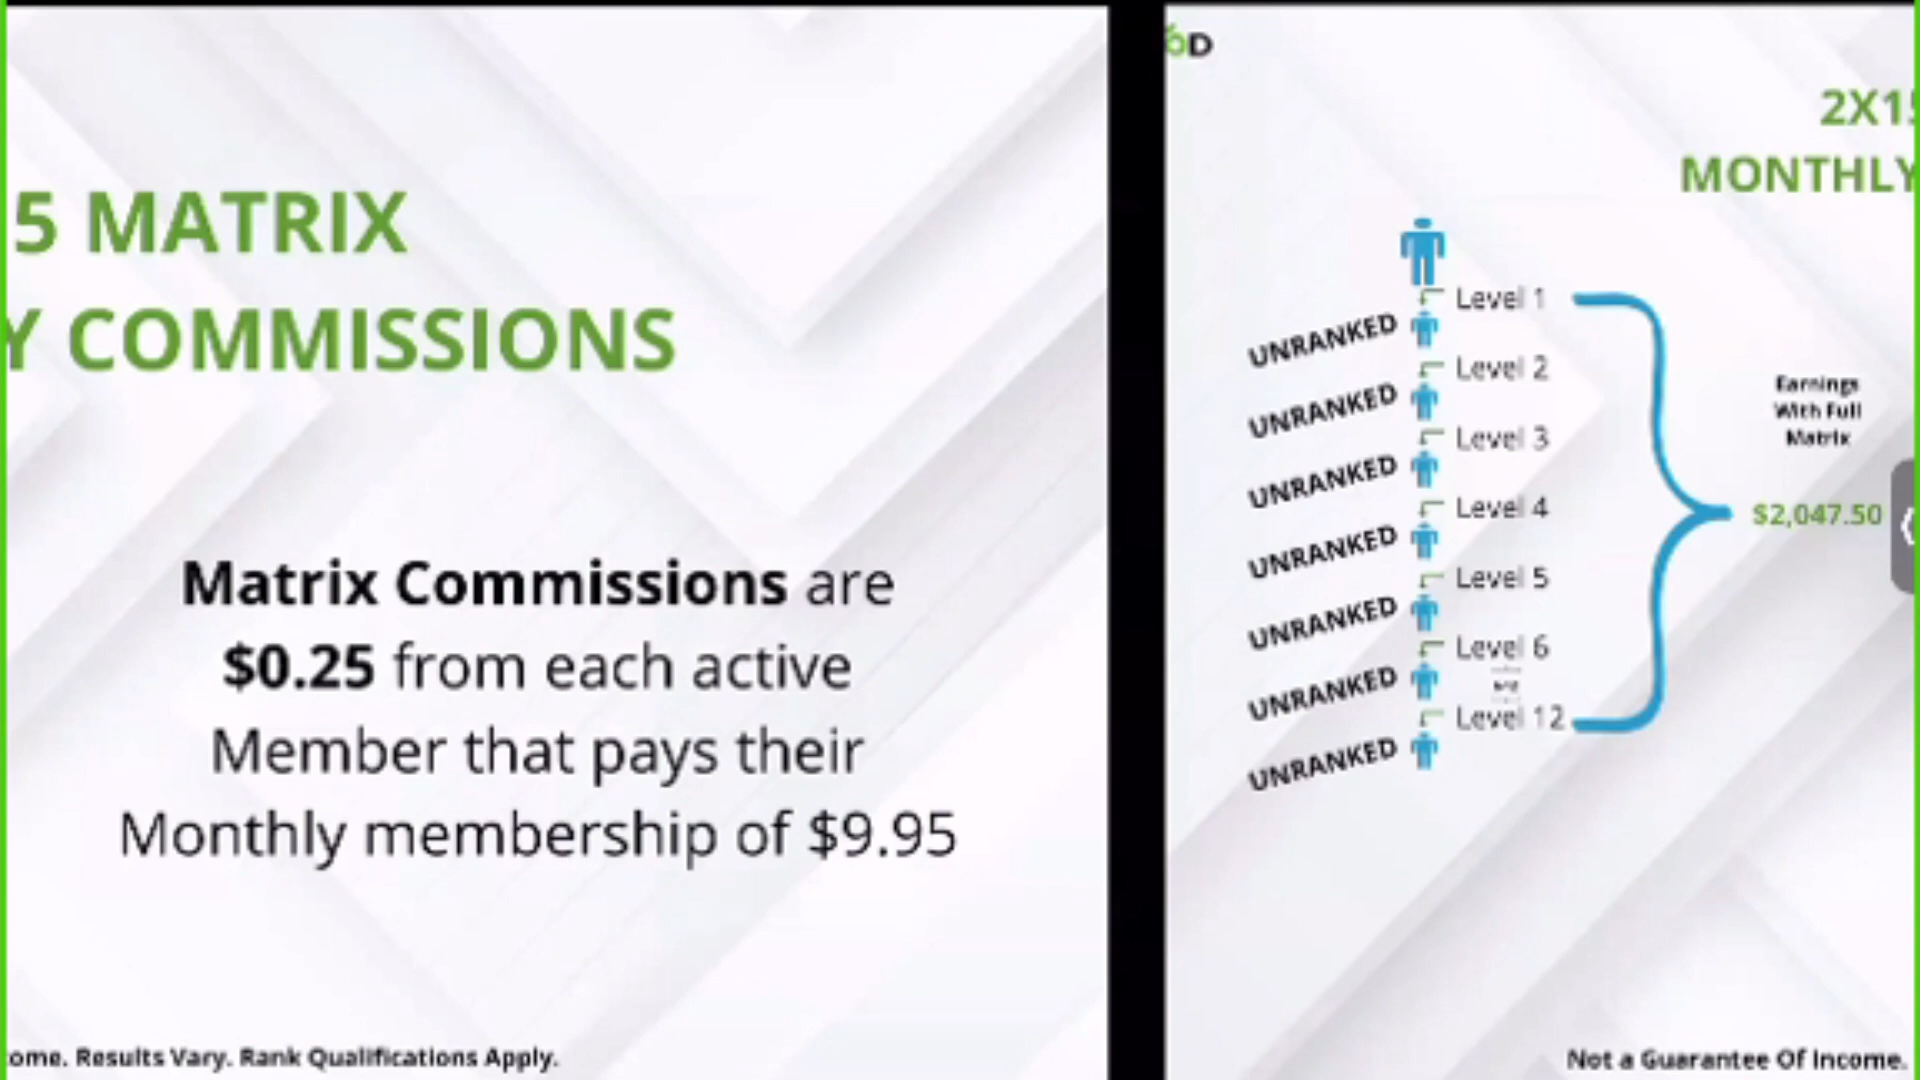 5 MATRIX
Y COMMISSIONS
Matrix Commissions are
$0.25 from each active
Member that pays their
Monthly membership of $9.95
ome. Results Vary. Rank Qualifications Apply.
6D
2X15
MONTHLY
Level 1
UNRANKED
Level 2
UNRANKED
Level 3
UNRANKED
Level 4
UNRANKED
Level 5
UNRANKED
Level 6
UNRANKED
Level 12
UNRANKED
Earnings
With Full
Matrix
$2,047.50
Not a Guarantee Of Income.